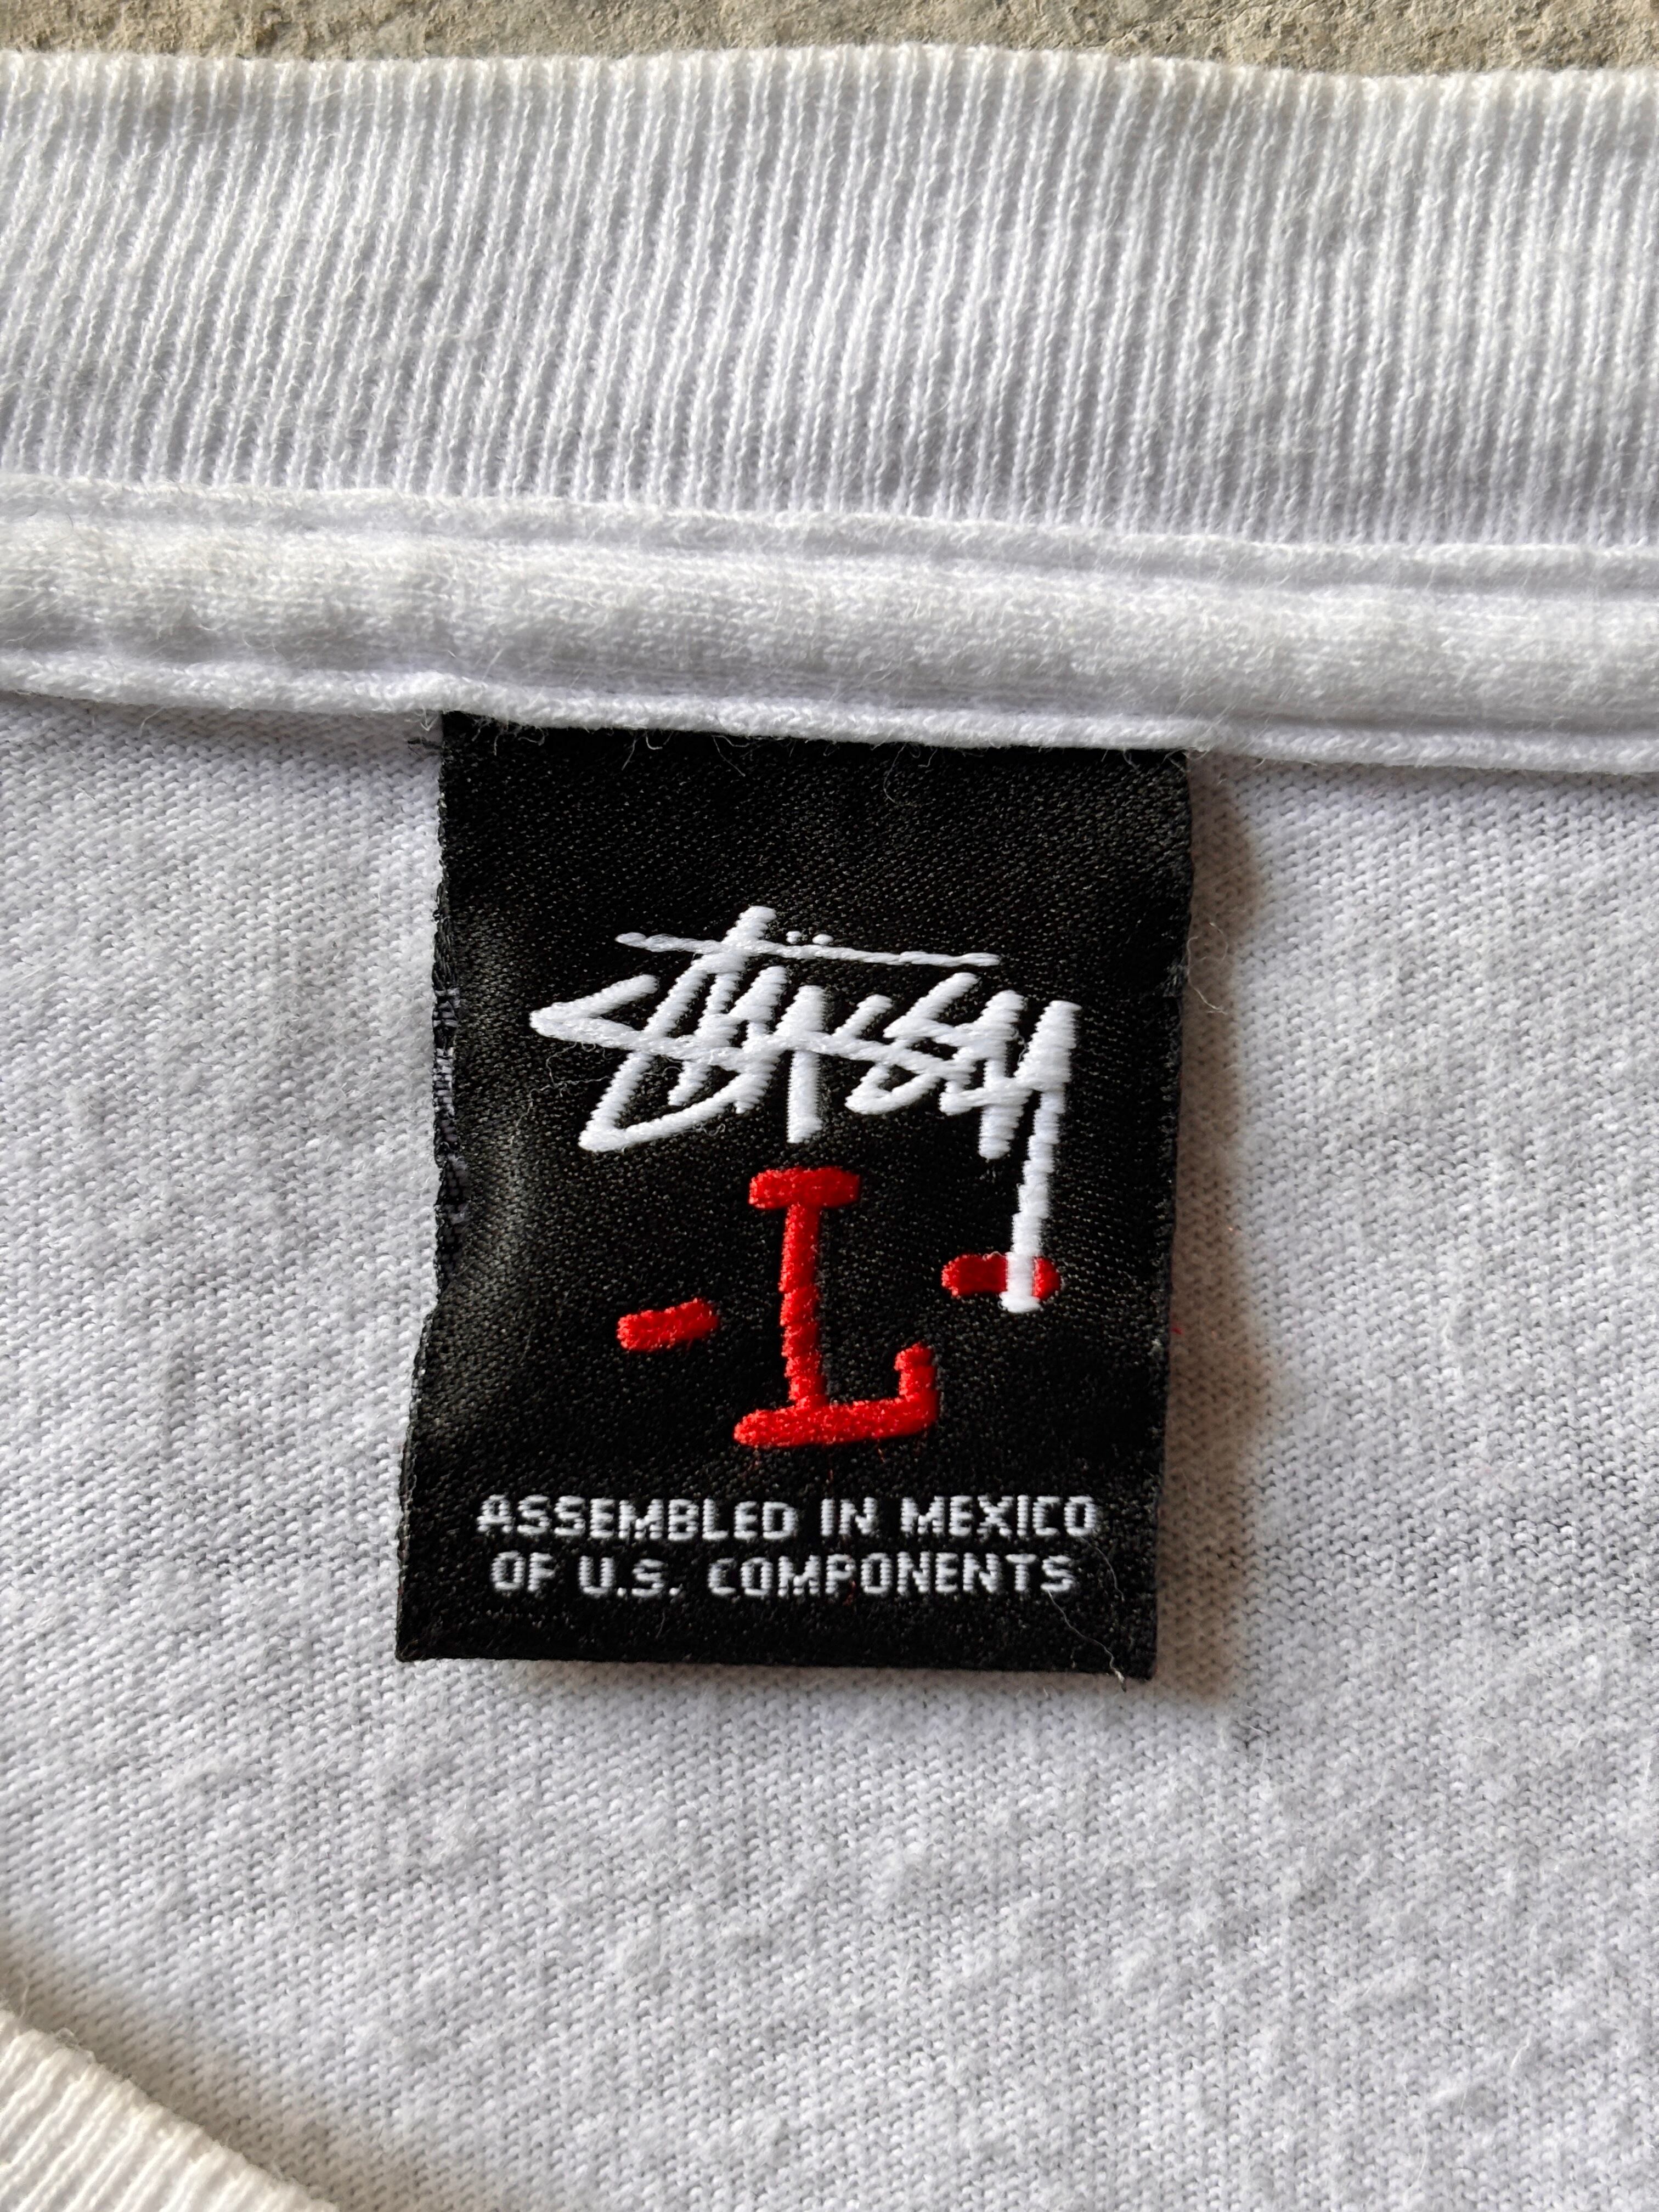 Stüssy
- L -
ASSEMBLED IN MEXICO
OF U.S. COMPONENTS